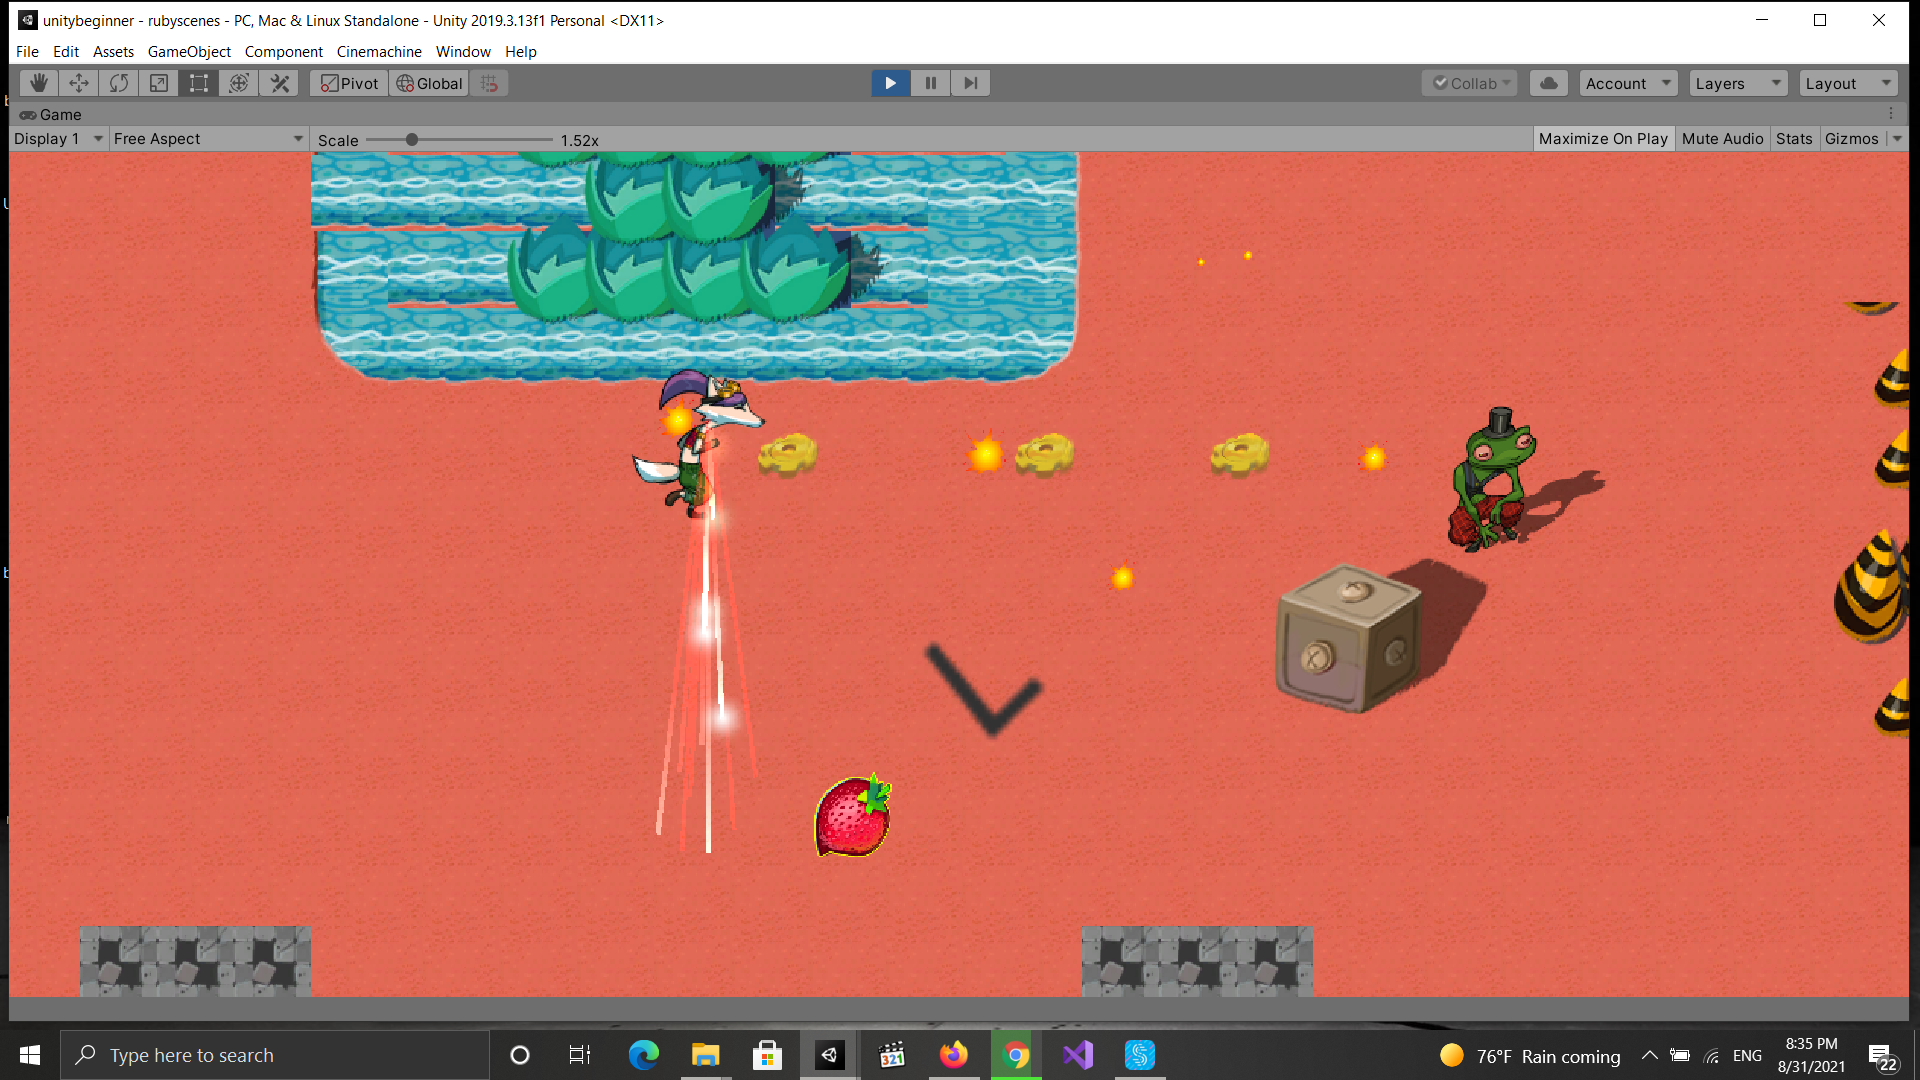 unitybeginner - rubyscenes - PC, Mac & Linux Standalone - Unity 2019.3.13f1 Personal <DX11>
File Edit Assets GameObject Component Cinemachine Window Help
Pivot Global Collab Account Layers Layout
Game
Display 1 Free Aspect Scale 1.52x Maximize On Play Mute Audio Stats Gizmos
321
Type here to search
76°F Rain coming
ENG
8:35 PM
8/31/2021
22